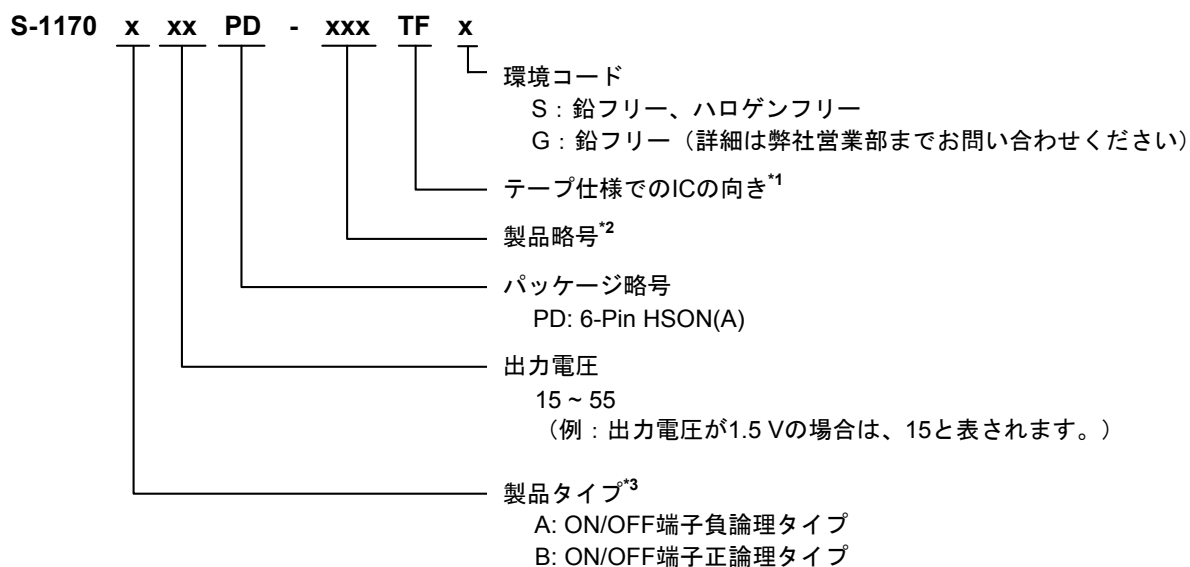 S-1170 x xx PD - xxx TF x
環境コード
S：鉛フリー、ハロゲンフリー
G：鉛フリー（詳細は弊社営業部までお問い合わせください）
テープ仕様でのICの向き*1
製品略号*2
パッケージ略号
PD: 6-Pin HSON(A)
出力電圧
15 ~ 55
（例：出力電圧が1.5 Vの場合は、15と表されます。）
製品タイプ*3
A: ON/OFF端子負論理タイプ
B: ON/OFF端子正論理タイプ